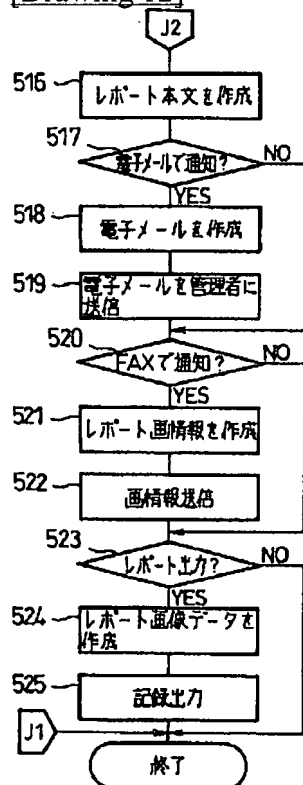 J2
516
レポート本文を作成
517
電子メールで通知?
NO
YES
518
電子メールを作成
519
電子メールを管理者に
送信
520
FAXで通知?
NO
YES
521
レポート画情報を作成
522
画情報送信
523
レポート出力?
NO
YES
524
レポート画像データを
作成
525
記録出力
J1
終了